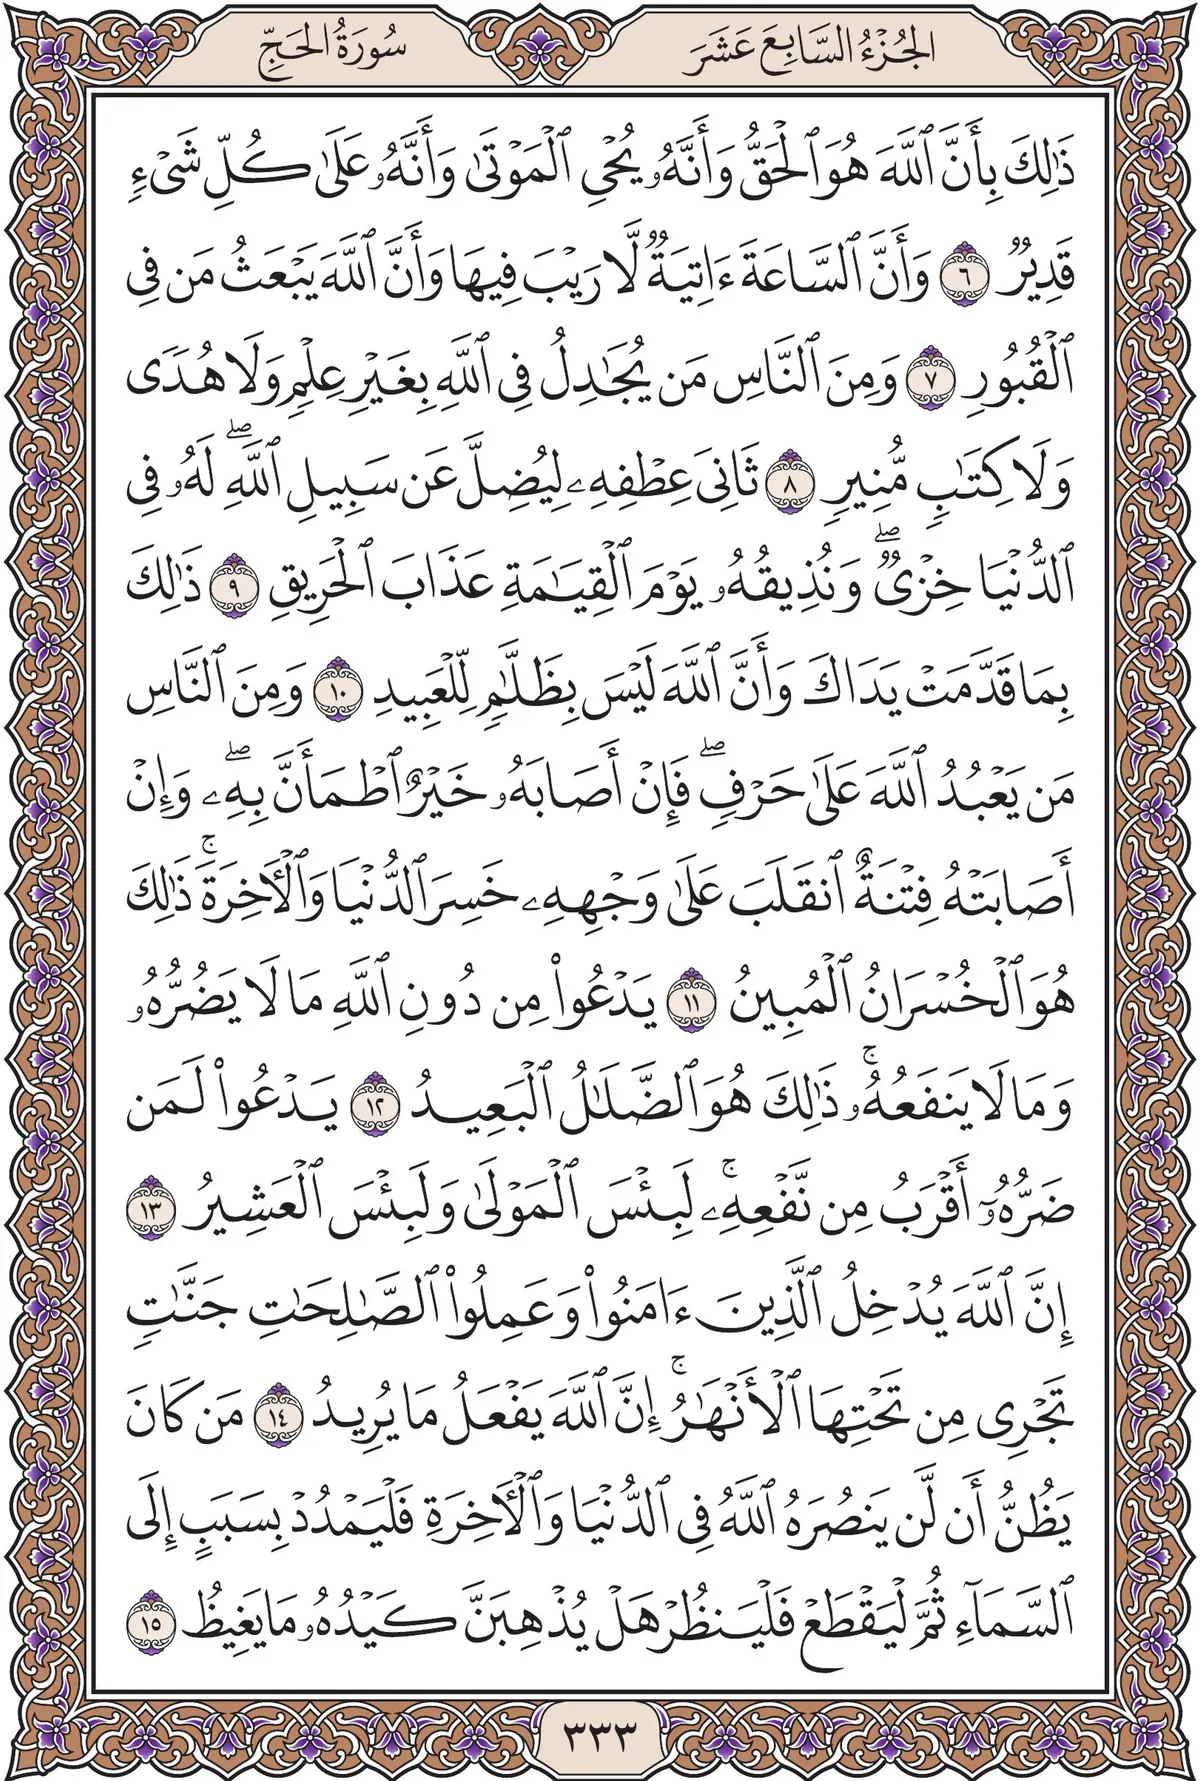 الجُزْءُ السَّابِعَ عَشَرَ
سُورَةُ الحَجِّ
ذَٰلِكَ بِأَنَّ ٱللَّهَ هُوَ ٱلْحَقُّ وَأَنَّهُۥ يُحْىِ ٱلْمَوْتَىٰ وَأَنَّهُۥ عَلَىٰ كُلِّ شَىْءٍ
قَدِيرٌ ٦ وَأَنَّ ٱلسَّاعَةَ ءَاتِيَةٌ لَّا رَيْبَ فِيهَا وَأَنَّ ٱللَّهَ يَبْعَثُ مَن فِى
ٱلْقُبُورِ ٧ وَمِنَ ٱلنَّاسِ مَن يُجَٰدِلُ فِى ٱللَّهِ بِغَيْرِ عِلْمٍ وَلَا هُدًى
وَلَا كِتَٰبٍ مُّنِيرٍ ٨ ثَانِىَ عِطْفِهِۦ لِيُضِلَّ عَن سَبِيلِ ٱللَّهِۖ لَهُۥ فِى
ٱلدُّنْيَا خِزْىٌۖ وَنُذِيقُهُۥ يَوْمَ ٱلْقِيَٰمَةِ عَذَابَ ٱلْحَرِيقِ ٩ ذَٰلِكَ
بِمَا قَدَّمَتْ يَدَاكَ وَأَنَّ ٱللَّهَ لَيْسَ بِظَلَّٰمٍ لِّلْعَبِيدِ ١٠ وَمِنَ ٱلنَّاسِ
مَن يَعْبُدُ ٱللَّهَ عَلَىٰ حَرْفٍۖ فَإِنْ أَصَابَهُۥ خَيْرٌ ٱطْمَأَنَّ بِهِۦۖ وَإِنْ
أَصَابَتْهُ فِتْنَةٌ ٱنقَلَبَ عَلَىٰ وَجْهِهِۦ خَسِرَ ٱلدُّنْيَا وَٱلْأَخِرَةَۚ ذَٰلِكَ
هُوَ ٱلْخُسْرَانُ ٱلْمُبِينُ ١١ يَدْعُوا۟ مِن دُونِ ٱللَّهِ مَا لَا يَضُرُّهُۥ
وَمَا لَا يَنفَعُهُۥۚ ذَٰلِكَ هُوَ ٱلضَّلَٰلُ ٱلْبَعِيدُ ١٢ يَدْعُوا۟ لَمَن
ضَرُّهُۥٓ أَقْرَبُ مِن نَّفْعِهِۦۚ لَبِئْسَ ٱلْمَوْلَىٰ وَلَبِئْسَ ٱلْعَشِيرُ ١٣
إِنَّ ٱللَّهَ يُدْخِلُ ٱلَّذِينَ ءَامَنُوا۟ وَعَمِلُوا۟ ٱلصَّٰلِحَٰتِ جَنَّٰتٍ
تَجْرِى مِن تَحْتِهَا ٱلْأَنْهَٰرُۚ إِنَّ ٱللَّهَ يَفْعَلُ مَا يُرِيدُ ١٤ مَن كَانَ
يَظُنُّ أَن لَّن يَنصُرَهُ ٱللَّهُ فِى ٱلدُّنْيَا وَٱلْأَخِرَةِ فَلْيَمْدُدْ بِسَبَبٍ إِلَى
ٱلسَّمَآءِ ثُمَّ لْيَقْطَعْ فَلْيَنظُرْ هَلْ يُذْهِبَنَّ كَيْدُهُۥ مَا يَغِيظُ ١٥
٣٣٣